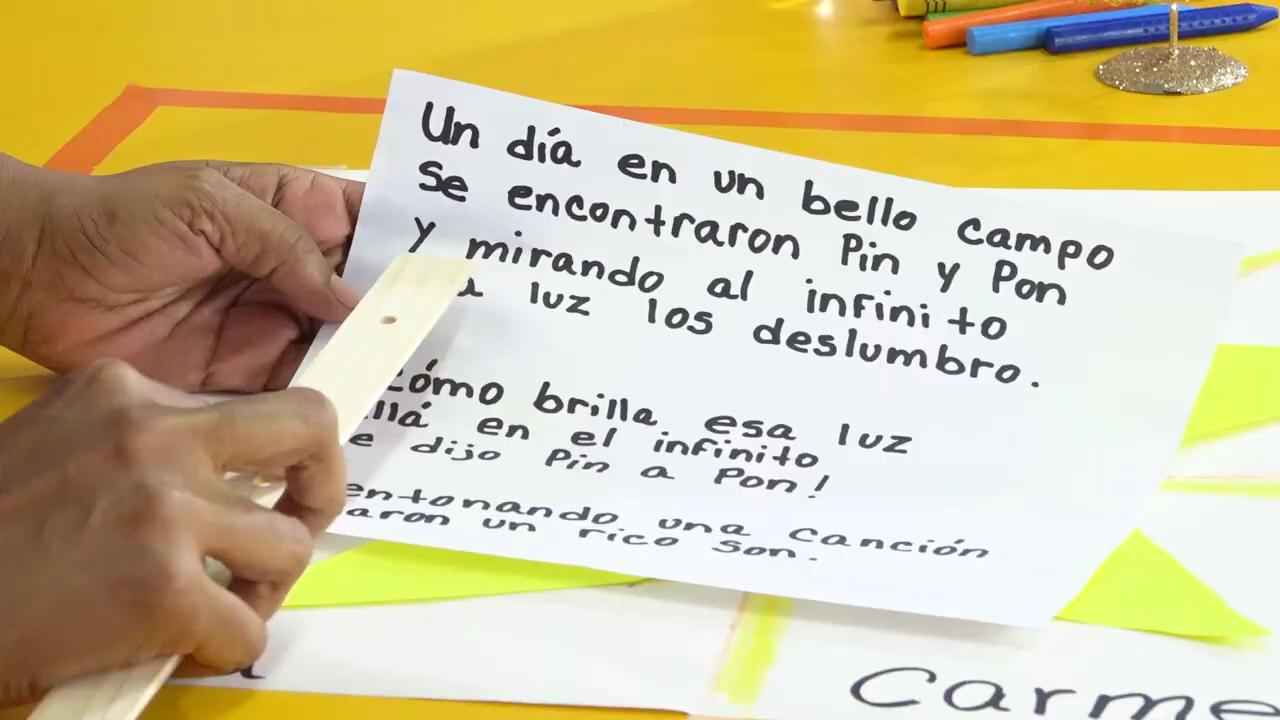 Un día en un bello campo
Se encontraron Pin y Pon
y mirando al infinito
luz los deslumbro.
cómo brilla esa luz
allá en el infinito
dijo Pin a Pon!
entonando una canción
un rico son.
Carme